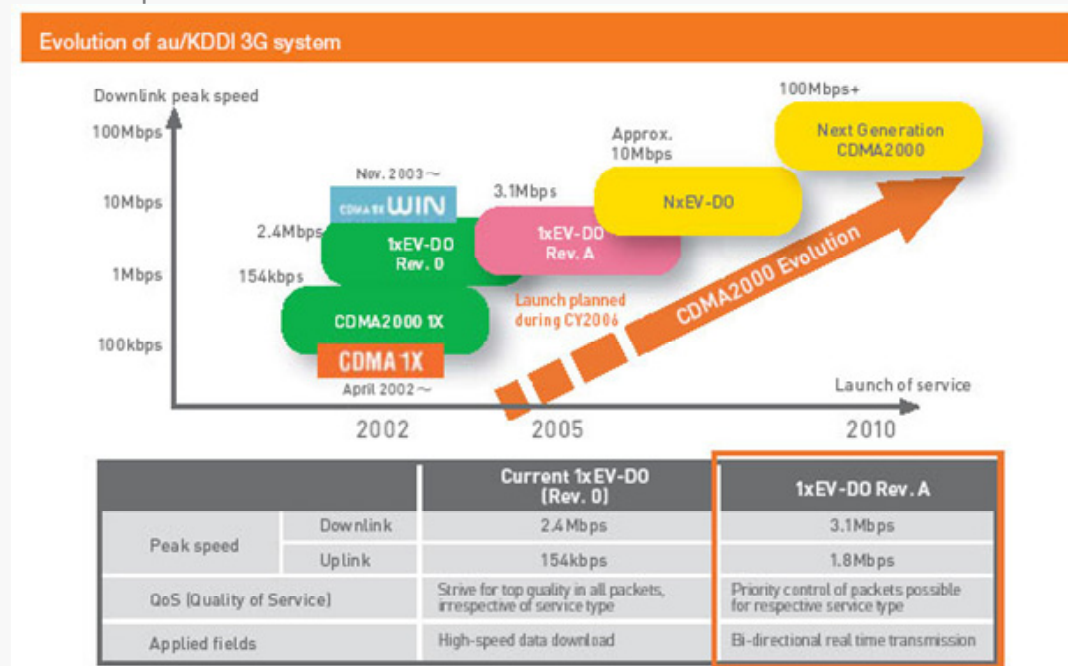 Evolution of au/KDDI 3G system
Downlink peak speed
100Mbps
10Mbps
1Mbps
100kbps
100Mbps+
Next Generation
CDMA2000
Approx.
10Mbps
NxEV-DO
3.1Mbps
1xEV-DO
Rev. A
Launch planned
during CY2006
Nov. 2003～
CDMA 1X WIN
2.4Mbps
1xEV-DO
Rev. 0
154kbps
CDMA2000 1X
CDMA 1X
April 2002～
CDMA2000 Evolution
Launch of service
2002 2005 2010
Current 1xEV-DO
(Rev. 0)
1xEV-DO Rev. A
Peak speed
Downlink 2.4Mbps 3.1Mbps
Uplink 154kbps 1.8Mbps
QoS (Quality of Service)
Strive for top quality in all packets,
irrespective of service type
Priority control of packets possible
for respective service type
Applied fields High-speed data download Bi-directional real time transmission